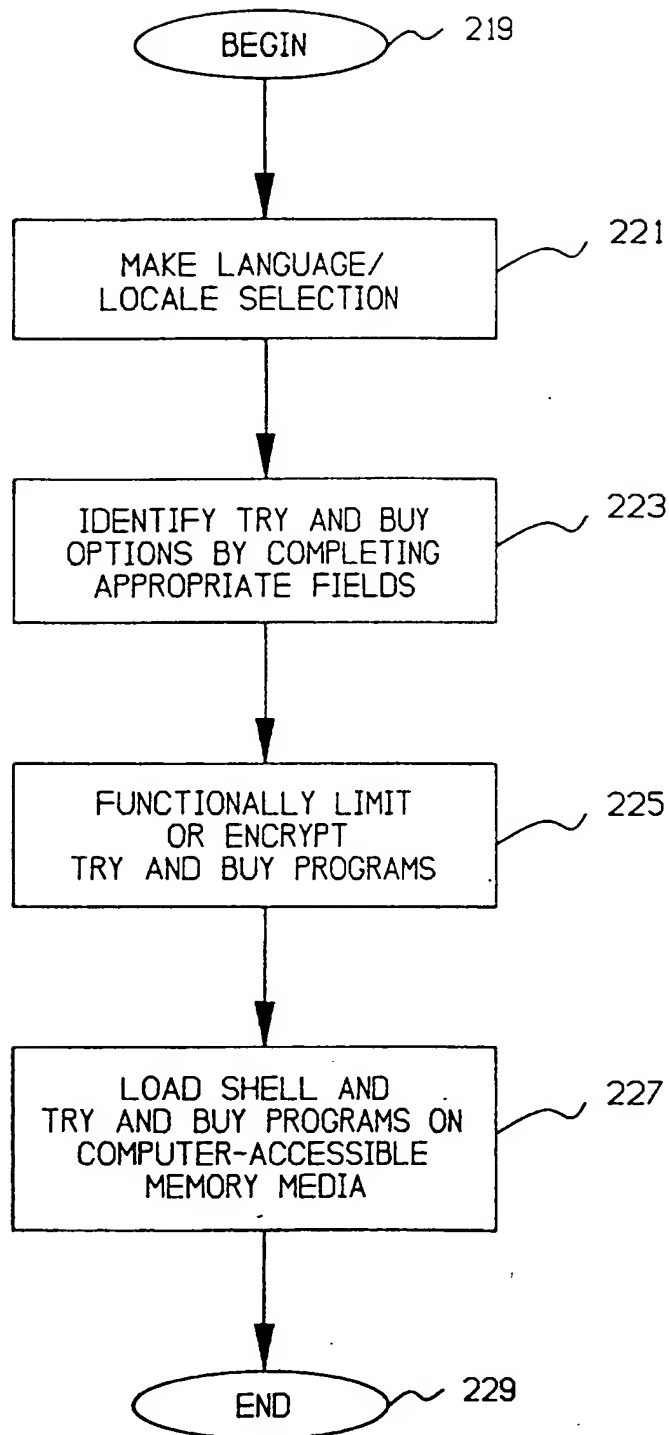 BEGIN
219
MAKE LANGUAGE/
LOCALE SELECTION
221
IDENTIFY TRY AND BUY
OPTIONS BY COMPLETING
APPROPRIATE FIELDS
223
FUNCTIONALLY LIMIT
OR ENCRYPT
TRY AND BUY PROGRAMS
225
LOAD SHELL AND
TRY AND BUY PROGRAMS ON
COMPUTER-ACCESSIBLE
MEMORY MEDIA
227
END
229